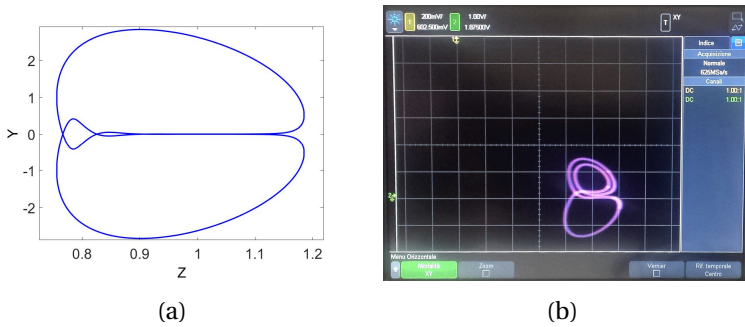 2
1
0
-1
-2
Y
0.8 0.9 1 1.1 1.2
Z
(a)
1 200mV/ 2 1.00V/
602.500mV 1.87500V
T XY
Indice
Acquisizione
Normale
625MSa/s
Canali
DC 1.00:1
DC 1.00:1
Menu Orizzontale
Modalità
XY
Zoom
Vernier
Rif. temporale
Centro
(b)